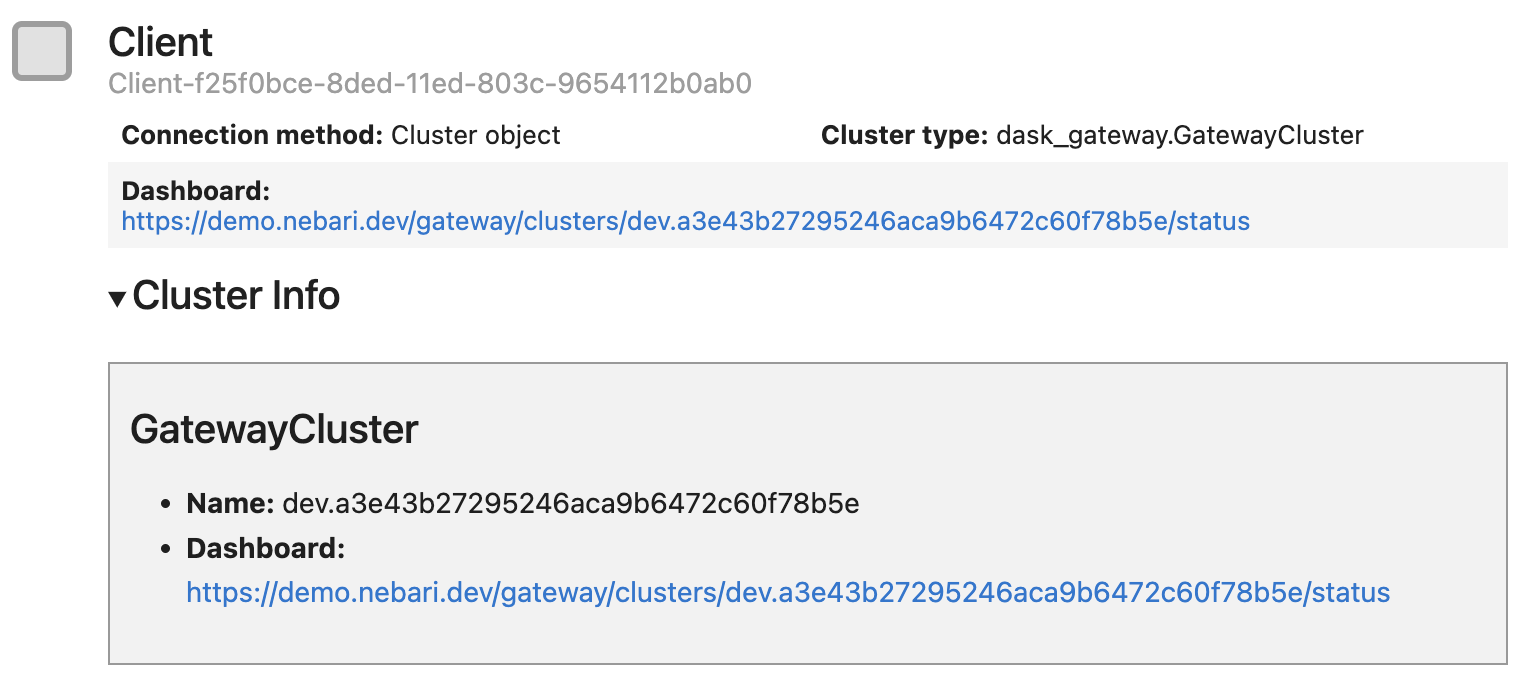 Client
Client-f25f0bce-8ded-11ed-803c-9654112b0ab0
Connection method: Cluster object
Cluster type: dask_gateway.GatewayCluster
Dashboard:
https://demo.nebari.dev/gateway/clusters/dev.a3e43b27295246aca9b6472c60f78b5e/status
Cluster Info
GatewayCluster
Name: dev.a3e43b27295246aca9b6472c60f78b5e
Dashboard:
https://demo.nebari.dev/gateway/clusters/dev.a3e43b27295246aca9b6472c60f78b5e/status